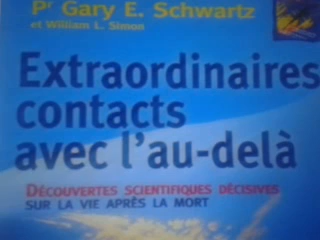 Pr Gary E. Schwartz
et William L. Simon
Extraordinaires
contacts
avec l'au-delà
DÉCOUVERTES SCIENTIFIQUES DÉCISIVES
SUR LA VIE APRÈS LA MORT